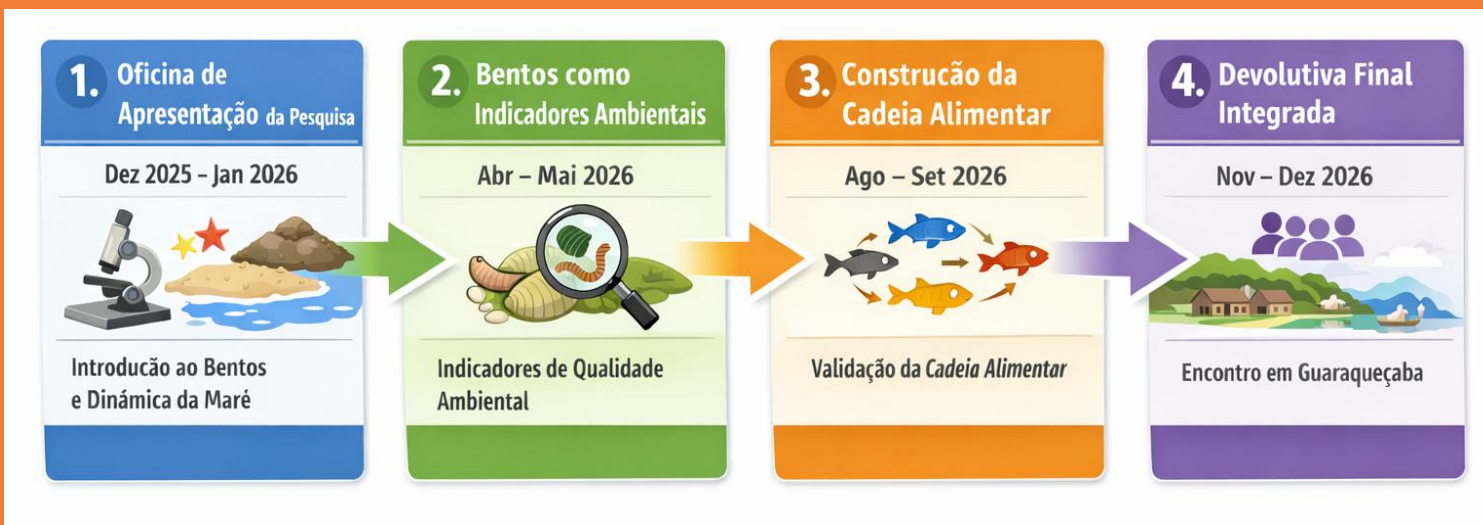 1. Oficina de
Apresentação da Pesquisa
Dez 2025 – Jan 2026
Introducão ao Bentos
e Dinámica da Maré
2. Bentos como
Indicadores Ambientais
Abr – Mai 2026
Indicadores de Qualidade
Ambiental
3. Construcão da
Cadeia Alimentar
Ago – Set 2026
Validação da Cadeia Alimentar
4. Devolutiva Final
Integrada
Nov – Dez 2026
Encontro em Guaraqueçaba